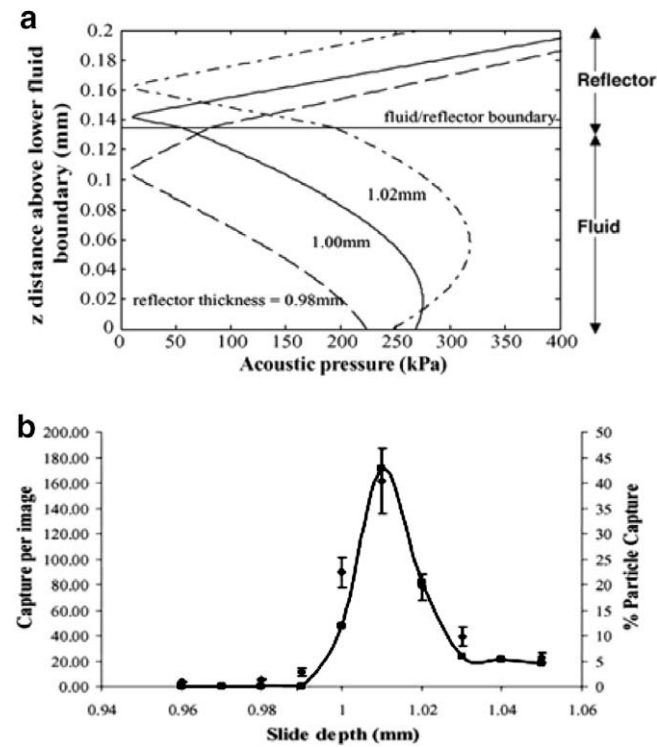 a
0.2
0.18
0.16
0.14
0.12
0.1
0.08
0.06
0.04
0.02
0
z distance above lower fluid
boundary (mm)
fluid/reflector boundary
1.02mm
1.00mm
reflector thickness = 0.98mm
0 50 100 150 200 250 300 350 400
Acoustic pressure (kPa)
Reflector
Fluid
b
200.00
180.00
160.00
140.00
120.00
100.00
80.00
60.00
40.00
20.00
0.00
Capture per image
50
45
40
35
30
25
20
15
10
5
0
% Particle Capture
0.94 0.96 0.98 1 1.02 1.04 1.06
Slide depth (mm)